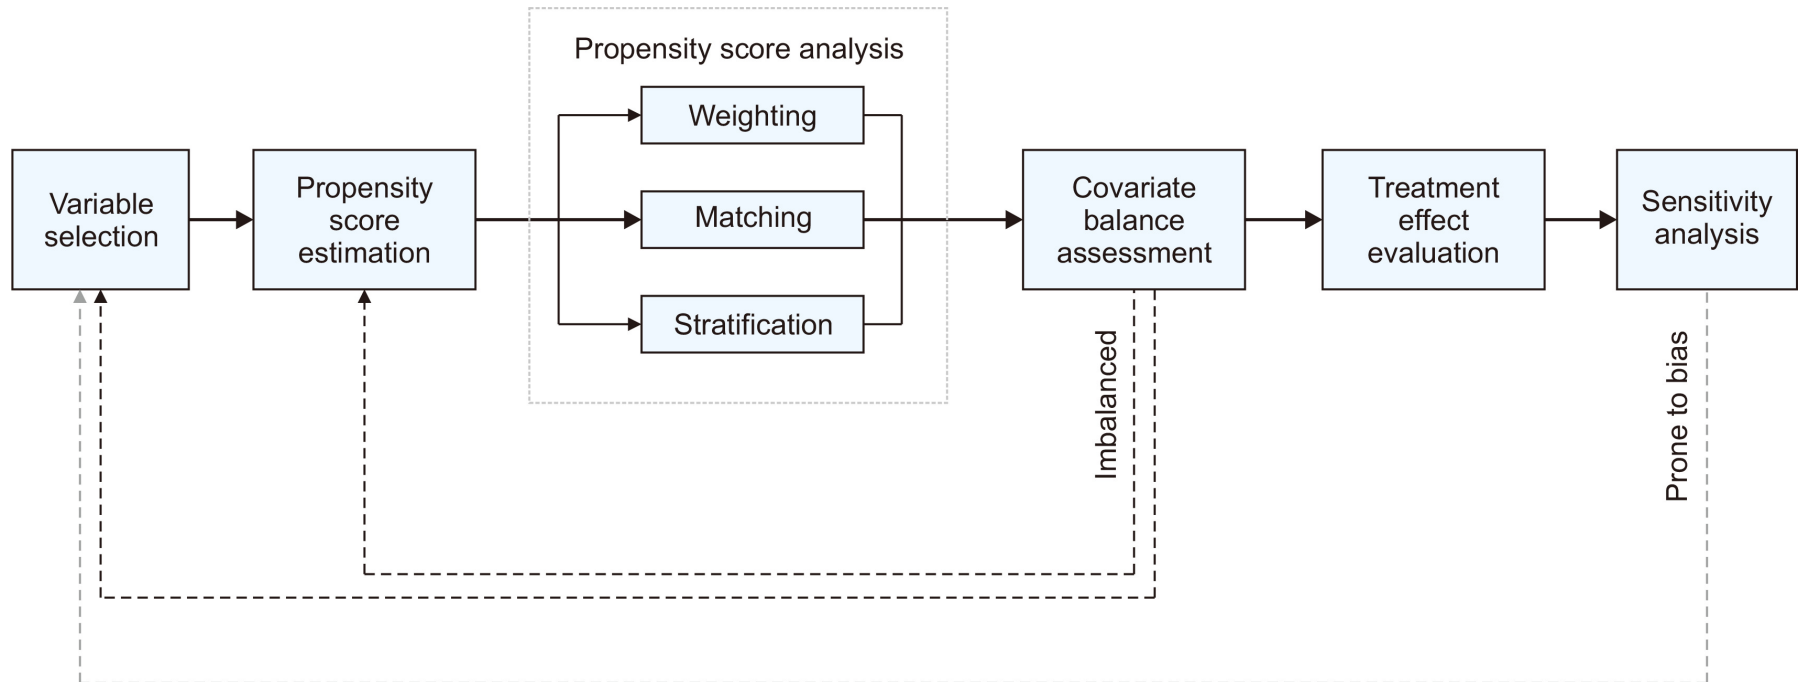 Propensity score analysis
Variable
selection
Propensity
score
estimation
Weighting
Matching
Stratification
Covariate
balance
assessment
Treatment
effect
evaluation
Sensitivity
analysis
Imbalanced
Prone to bias